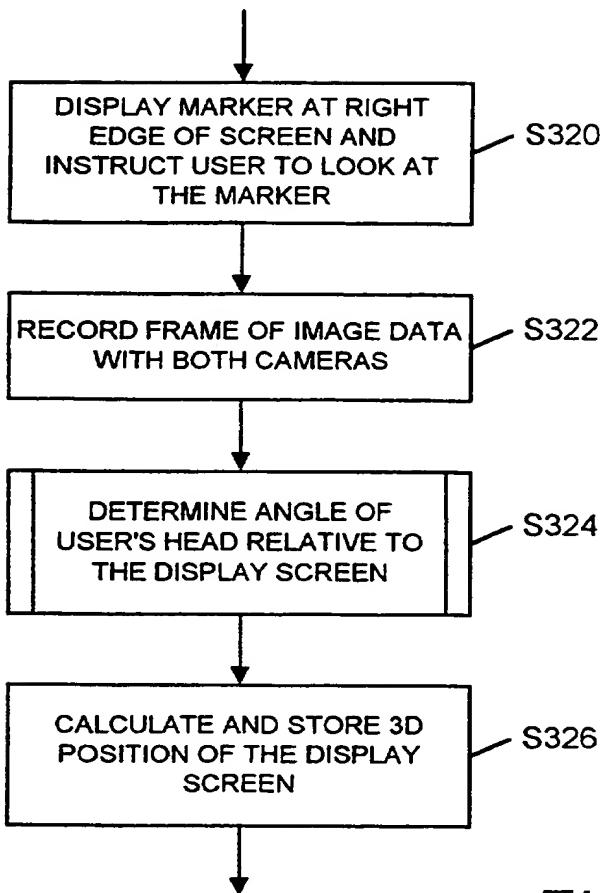 DISPLAY MARKER AT RIGHT
EDGE OF SCREEN AND
INSTRUCT USER TO LOOK AT
THE MARKER
S320
RECORD FRAME OF IMAGE DATA
WITH BOTH CAMERAS
S322
DETERMINE ANGLE OF
USER'S HEAD RELATIVE TO
THE DISPLAY SCREEN
S324
CALCULATE AND STORE 3D
POSITION OF THE DISPLAY
SCREEN
S326